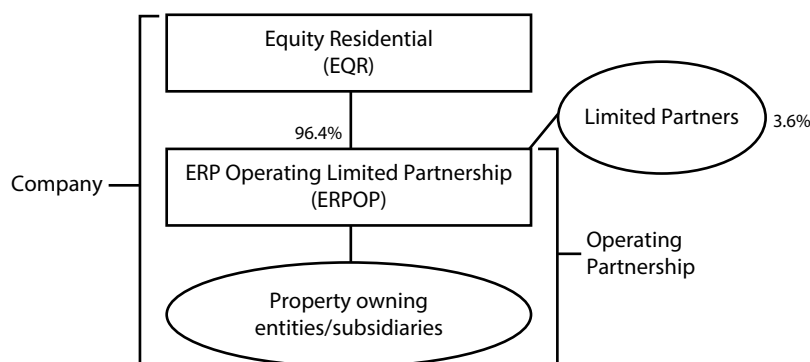 Equity Residential
(EQR)
96.4%
Limited Partners
3.6%
ERP Operating Limited Partnership
(ERPOP)
Company
Operating
Partnership
Property owning
entities/subsidiaries